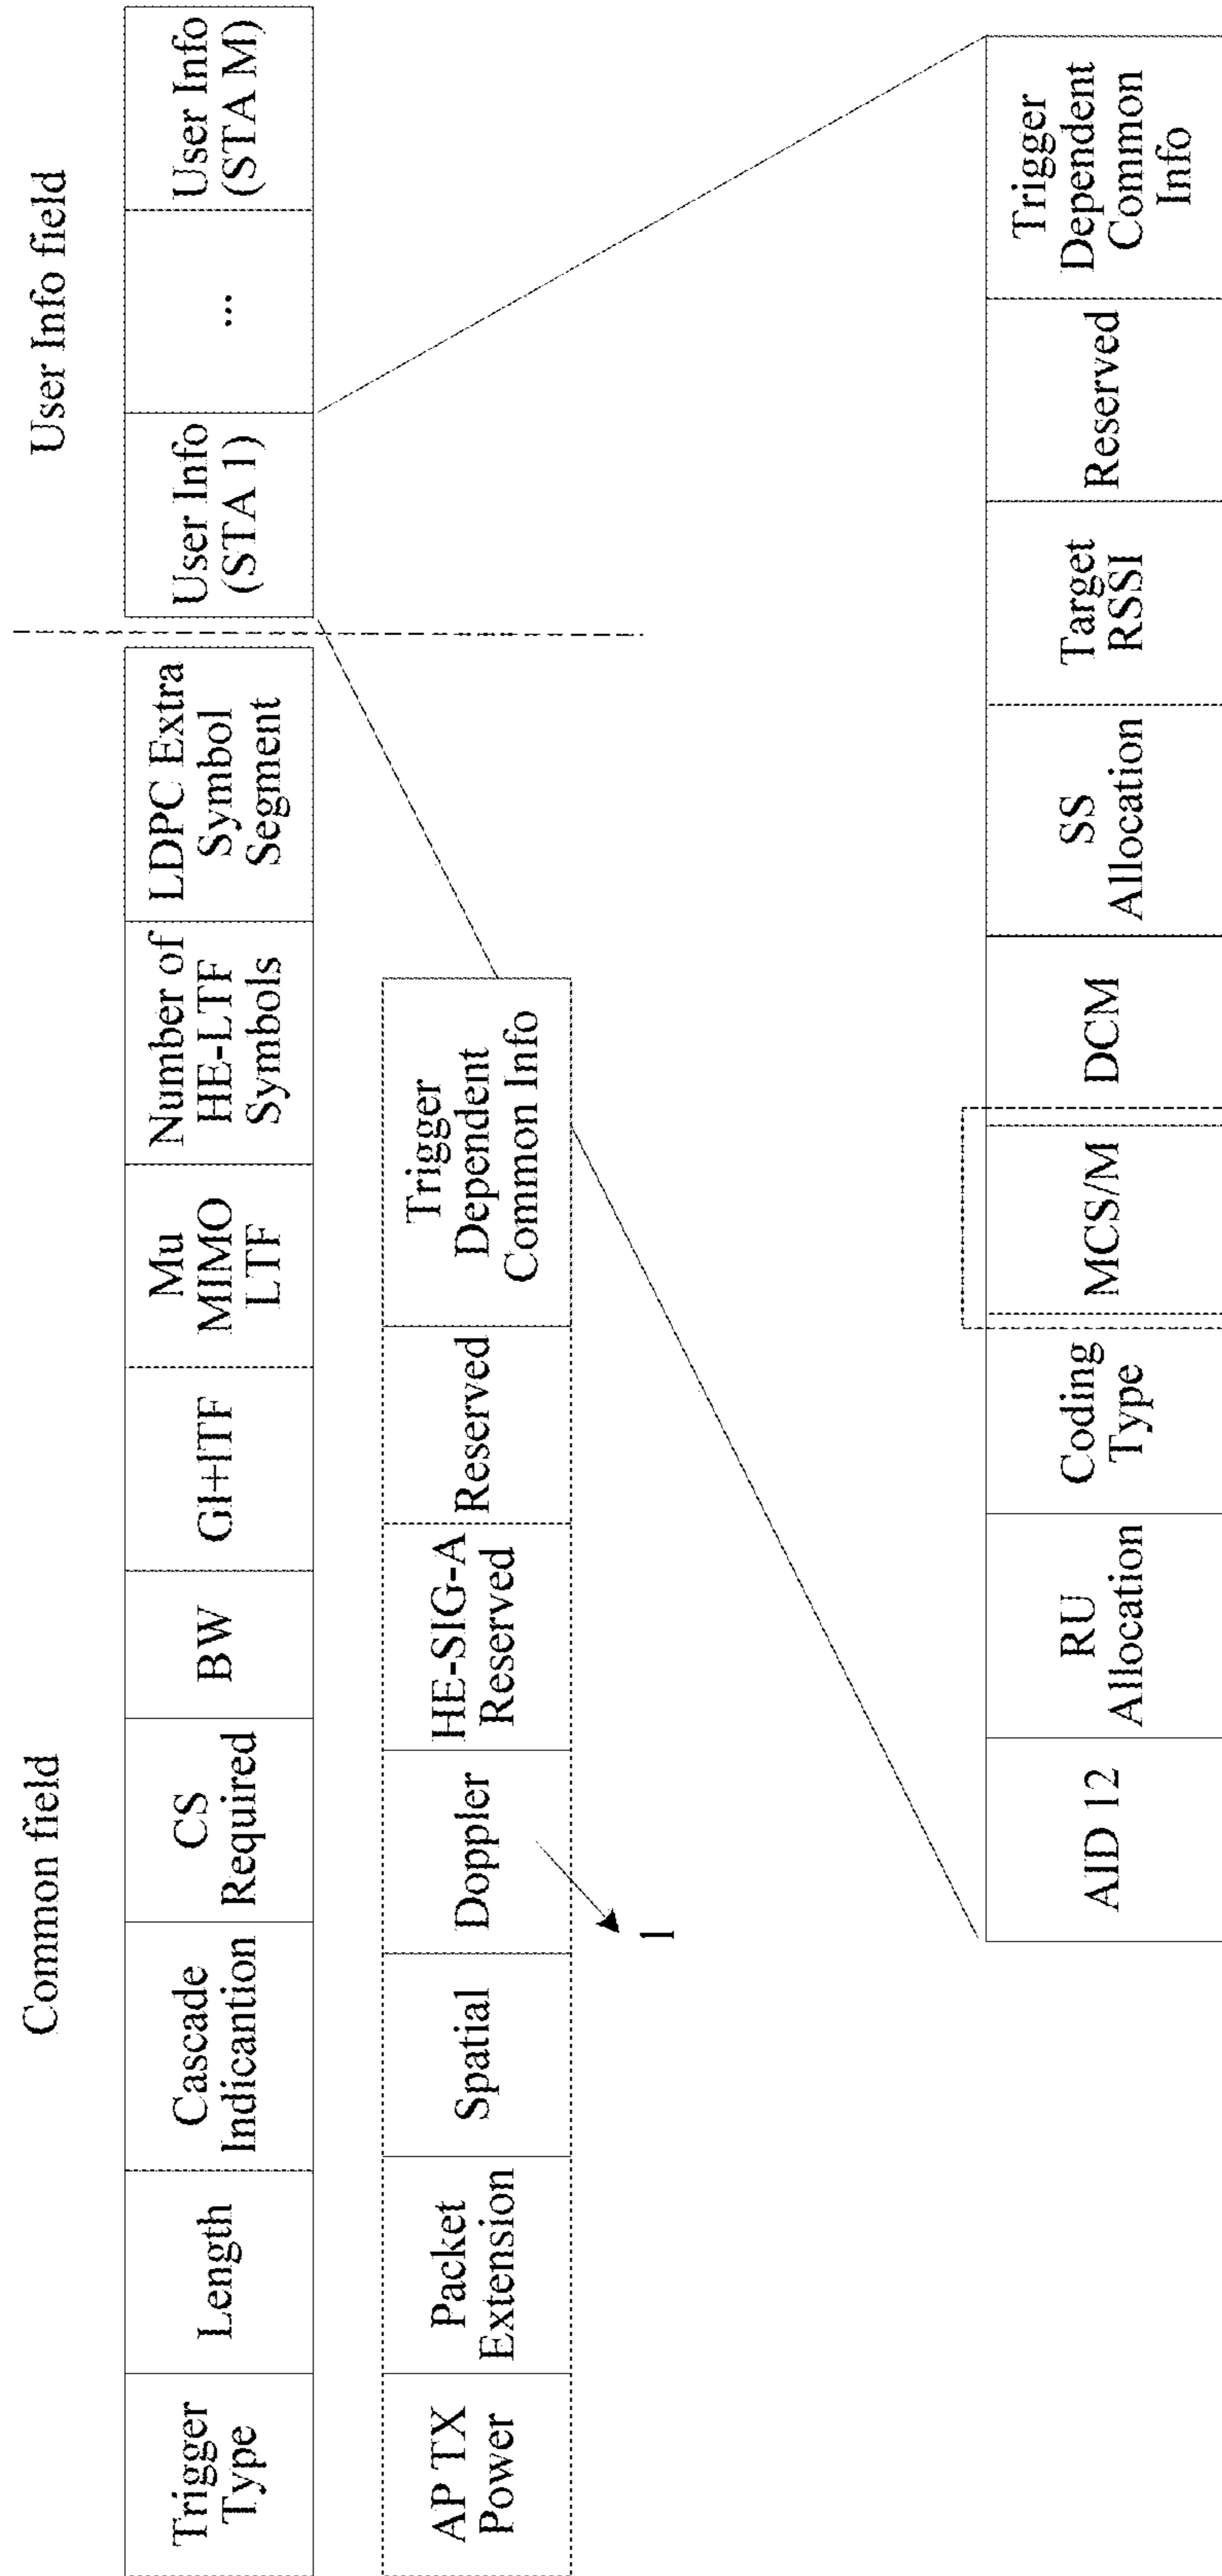 Common field
User Info field
Trigger
Type
Length
Cascade
Indicantion
CS
Required
BW
GI+ITF
Mu
MIMO
LTF
Number of
HE-LTF
Symbols
LDPC Extra
Symbol
Segment
User Info
(STA 1)
...
User Info
(STA M)
AP TX
Power
Packet
Extension
Spatial
Doppler
1
HE-SIG-A
Reserved
Reserved
Trigger
Dependent
Common Info
AID 12
RU
Allocation
Coding
Type
MCS/M
DCM
SS
Allocation
Target
RSSI
Reserved
Trigger
Dependent
Common
Info